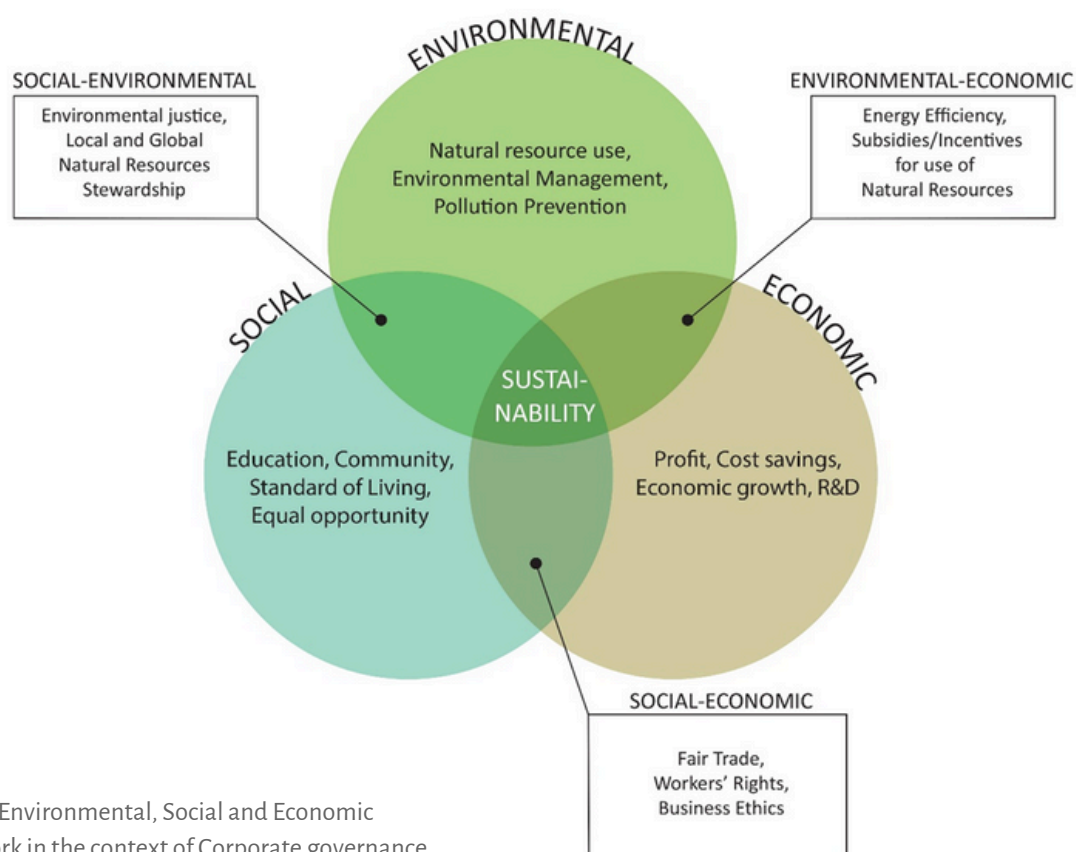 ENVIRONMENTAL
SOCIAL-ENVIRONMENTAL
Environmental justice,
Local and Global
Natural Resources
Stewardship
ENVIRONMENTAL-ECONOMIC
Energy Efficiency,
Subsidies/Incentives
for use of
Natural Resources
Natural resource use,
Environmental Management,
Pollution Prevention
SOCIAL
ECONOMIC
SUSTAI-
NABILITY
Education, Community,
Standard of Living,
Equal opportunity
Profit, Cost savings,
Economic growth, R&D
SOCIAL-ECONOMIC
Fair Trade,
Workers' Rights,
Business Ethics
Environmental, Social and Economic
in the context of Corporate governance